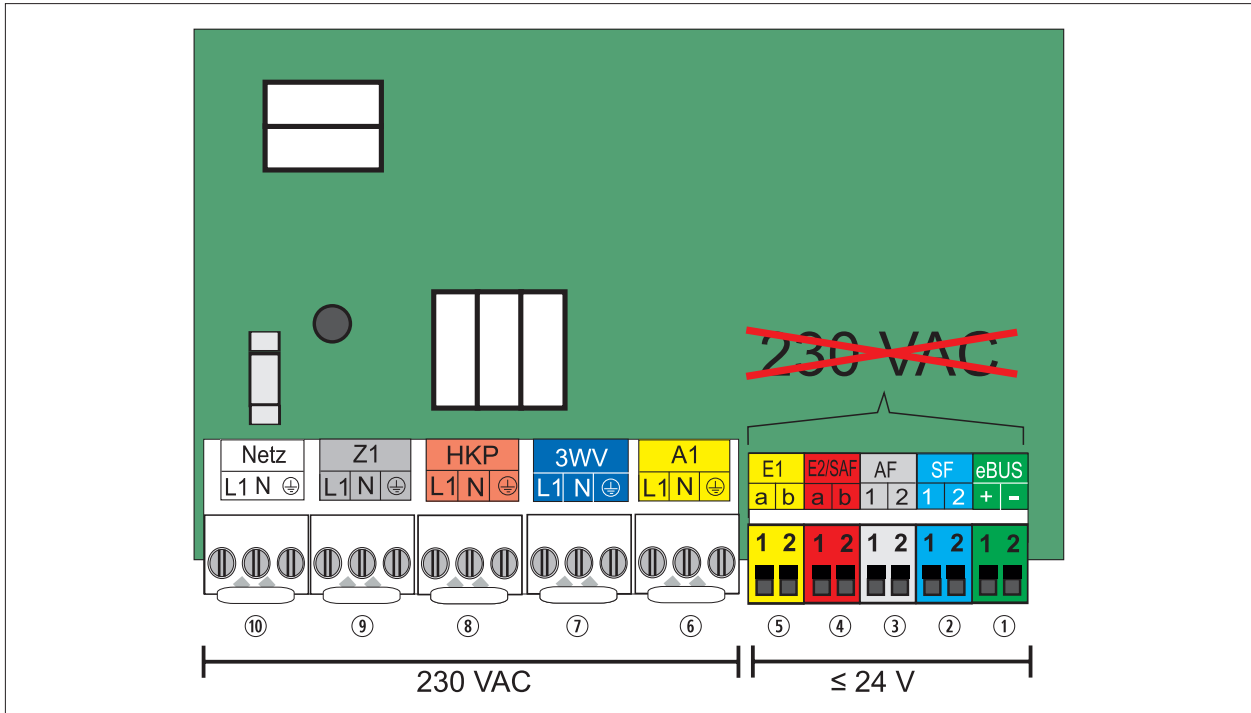 230 VAC
Netz Z1 HKP 3WV A1
L1 N ⏚ L1 N ⏚ L1 N ⏚ L1 N ⏚ L1 N ⏚
E1 E2/SAF AF SF eBUS
a b a b 1 2 1 2 + -
1 2 1 2 1 2 1 2 1 2
⑩ ⑨ ⑧ ⑦ ⑥ ⑤ ④ ③ ② ①
230 VAC ≤ 24 V